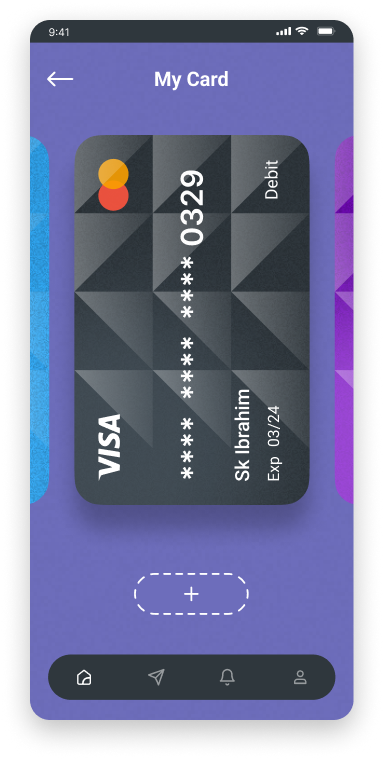 9:41
My Card
VISA
Debit
**** **** **** 0329
Sk Ibrahim
Exp 03/24